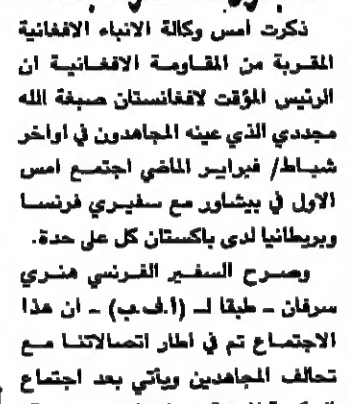 ذكرت امس وكالة الانباء الافغانية
المقربة من المقاومة الافغانية ان
الرئيس المؤقت لافغانستان صبغة الله
مجددي الذي عينه المجاهدون في اواخر
شباط/ فبراير الماضي اجتمع امس
الاول في بيشاور مع سفيري فرنسا
وبريطانيا لدى باكستان كل على حدة.
وصرح السفير الفرنسي هنري
سرفان ـ طبقا لـ (ا.ف.ب) ـ ان هذا
الاجتماع تم في أطار اتصالاتنا مع
تحالف المجاهدين ويأتي بعد اجتماع